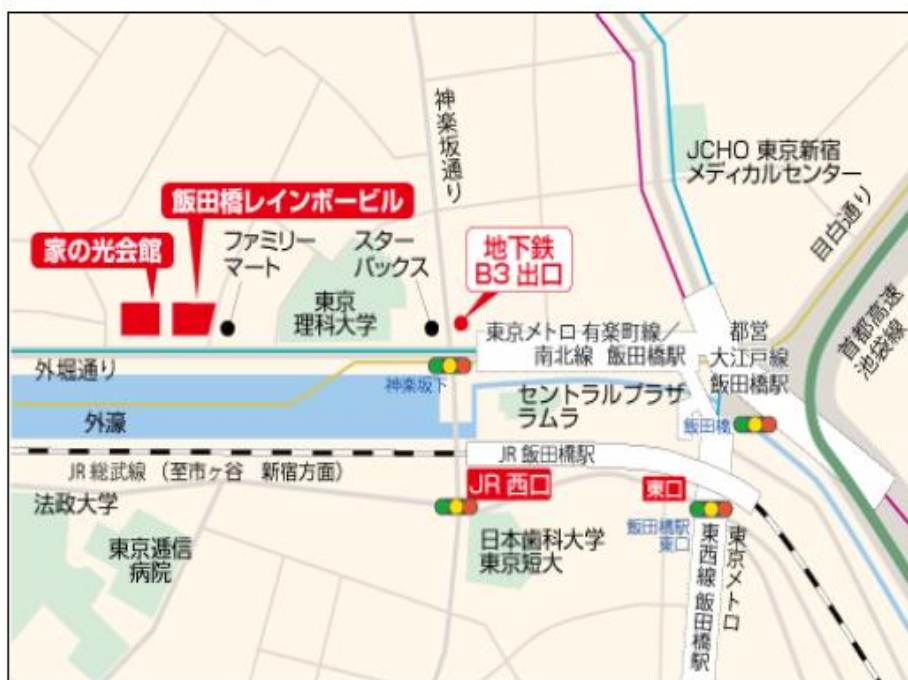 神楽坂通り
JCHO 東京新宿
メディカルセンター
目白通り
首都高速
池袋線
飯田橋レインボービル
家の光会館
ファミリー
マート
スター
バックス
地下鉄
B3 出口
東京
理科大学
東京メトロ 有楽町線／
南北線 飯田橋駅
都営
大江戸線
飯田橋駅
外堀通り
神楽坂下
セントラルプラザ
ラムラ
飯田橋
外濠
JR 飯田橋駅
JR 総武線 （至市ヶ谷 新宿方面）
JR 西口
東口
法政大学
東京逓信
病院
日本歯科大学
東京短大
飯田橋駅
東口
東京メトロ
東西線 飯田橋駅